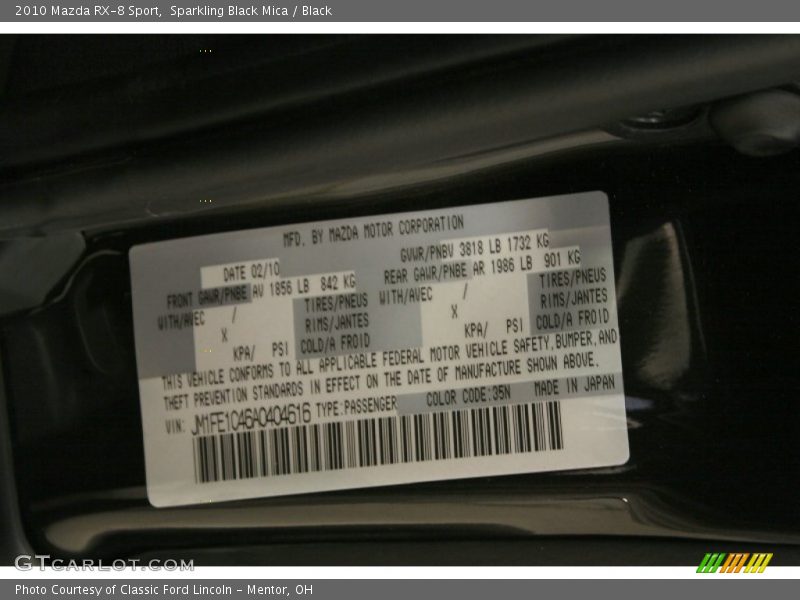 2010 Mazda RX-8 Sport,  Sparkling Black Mica / Black
MFD. BY MAZDA MOTOR CORPORATION
DATE 02/10
GVWR/PNBV 3818 LB 1732 KG
FRONT GAWR/PNBE AV 1856 LB 842 KG
REAR GAWR/PNBE AR 1986 LB 901 KG
WITH/AVEC / TIRES/PNEUS
WITH/AVEC / TIRES/PNEUS
X RIMS/JANTES
X RIMS/JANTES
KPA/ PSI COLD/A FROID
KPA/ PSI COLD/A FROID
THIS VEHICLE CONFORMS TO ALL APPLICABLE FEDERAL MOTOR VEHICLE SAFETY, BUMPER, AND
THEFT PREVENTION STANDARDS IN EFFECT ON THE DATE OF MANUFACTURE SHOWN ABOVE.
VIN: JM1FE1C46A0404616 TYPE:PASSENGER COLOR CODE:35N MADE IN JAPAN
GTCARLOT.COM
Photo Courtesy of Classic Ford Lincoln - Mentor, OH